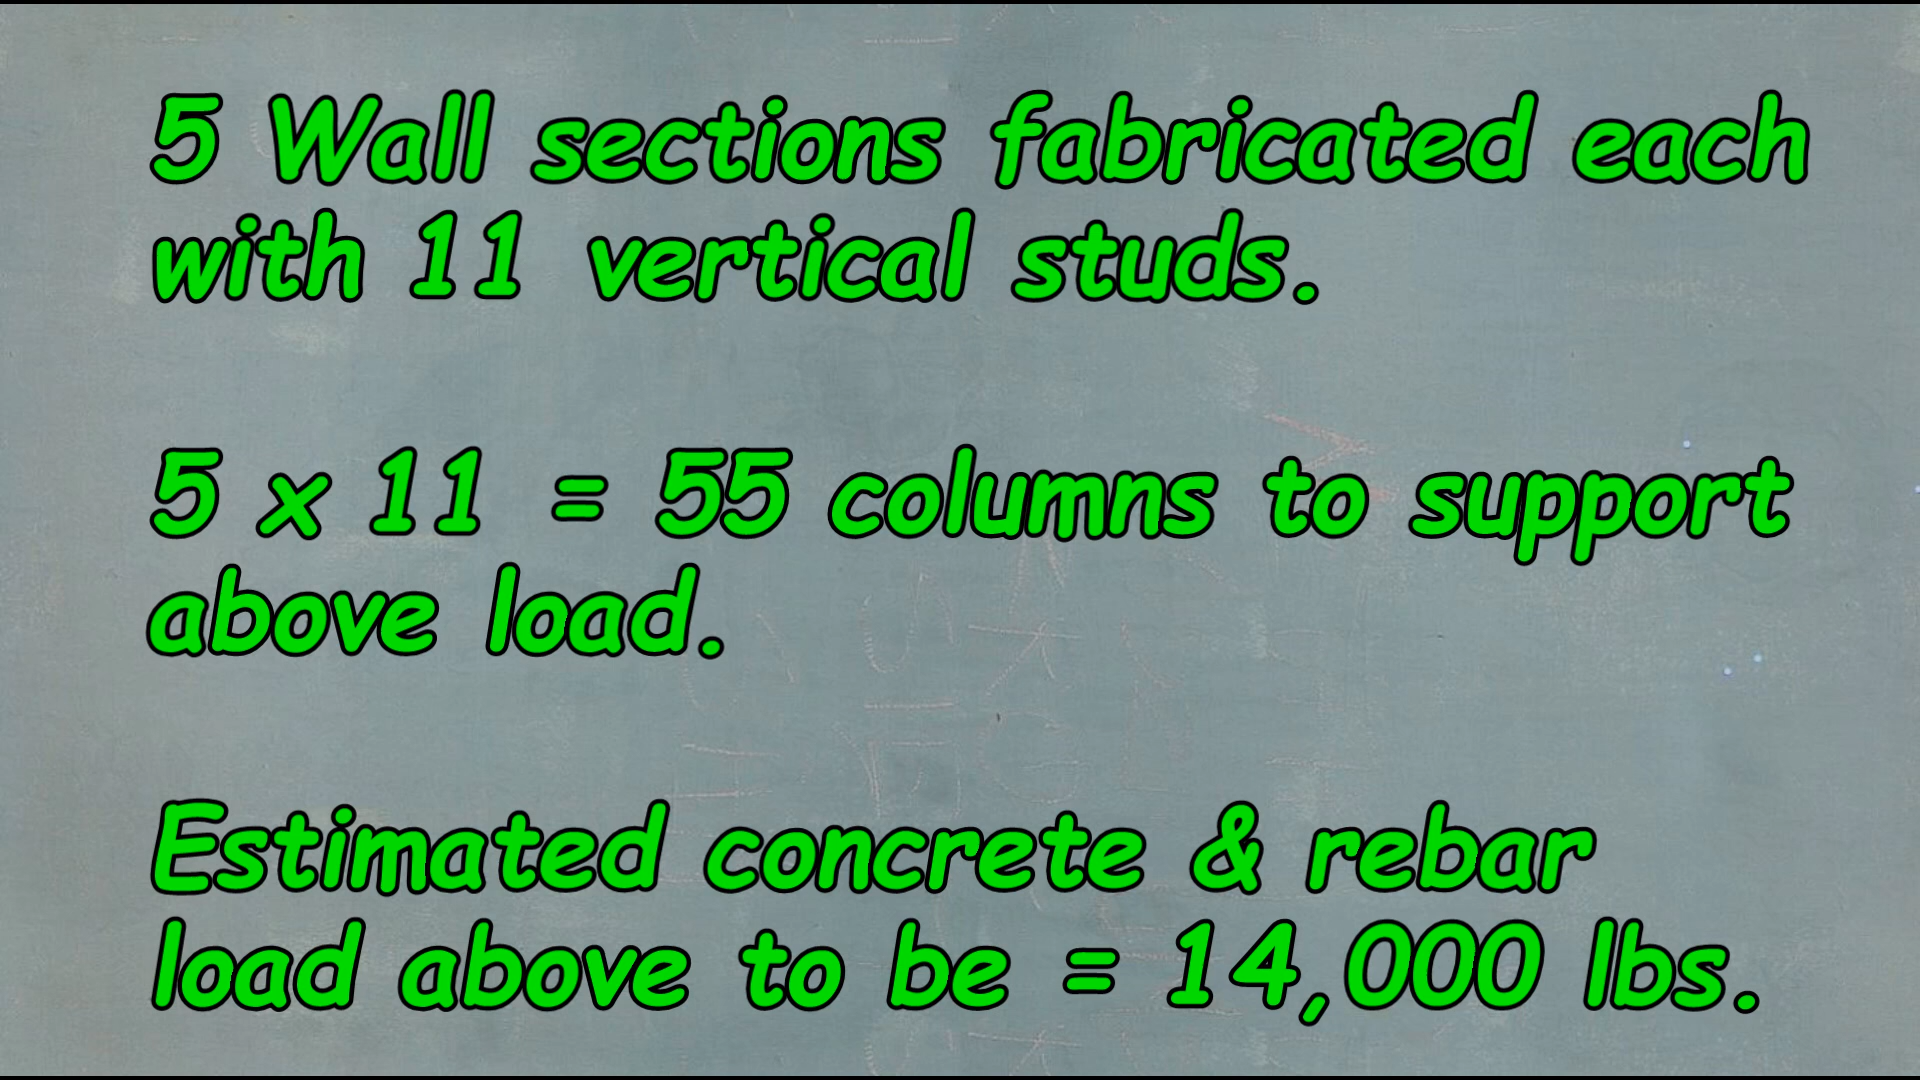 5 Wall sections fabricated each
with 11 vertical studs.
5 x 11 = 55 columns to support
above load.
Estimated concrete & rebar
load above to be = 14,000 lbs.